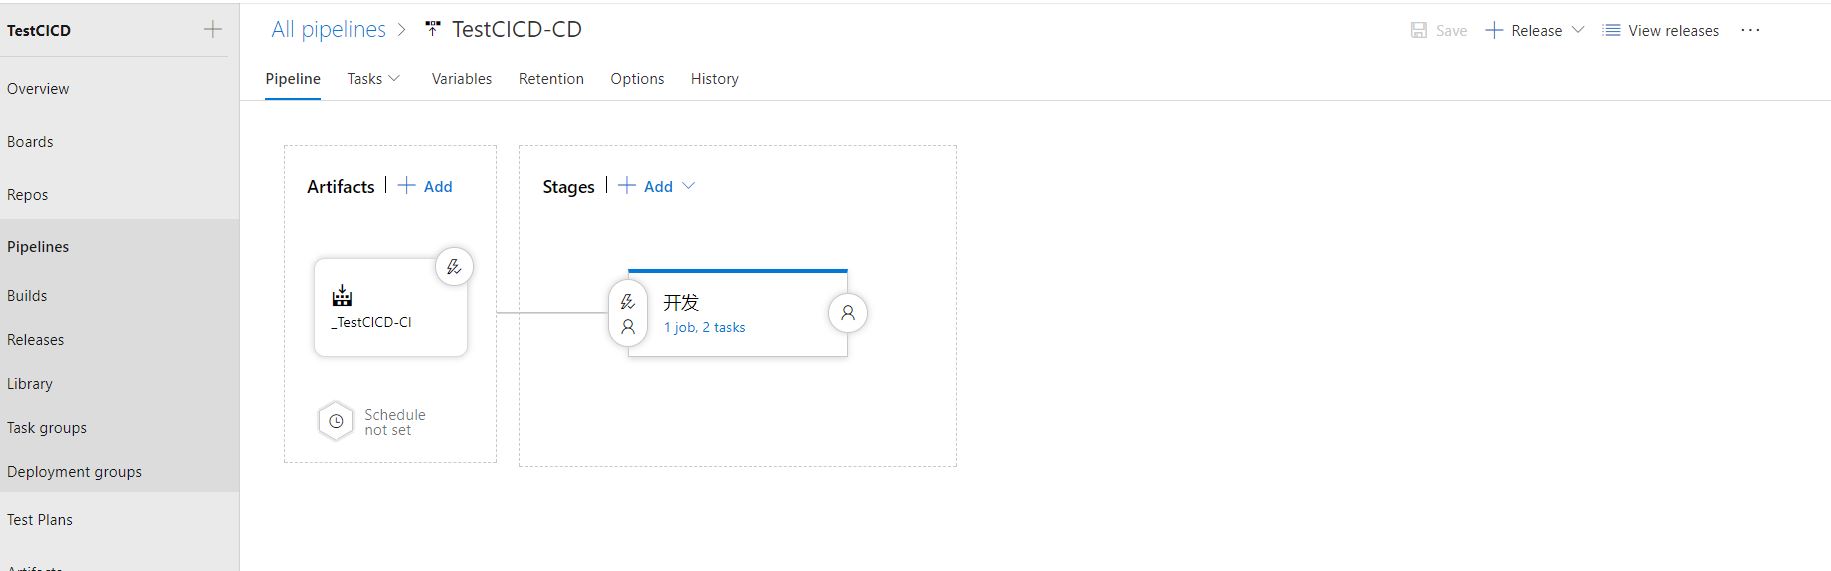 TestCICD
Overview
Boards
Repos
Pipelines
Builds
Releases
Library
Task groups
Deployment groups
Test Plans
All pipelines > TestCICD-CD
Save
Release
View releases
Pipeline
Tasks
Variables
Retention
Options
History
Artifacts | + Add
_TestCICD-CI
Schedule
not set
Stages | + Add
开发
1 job, 2 tasks